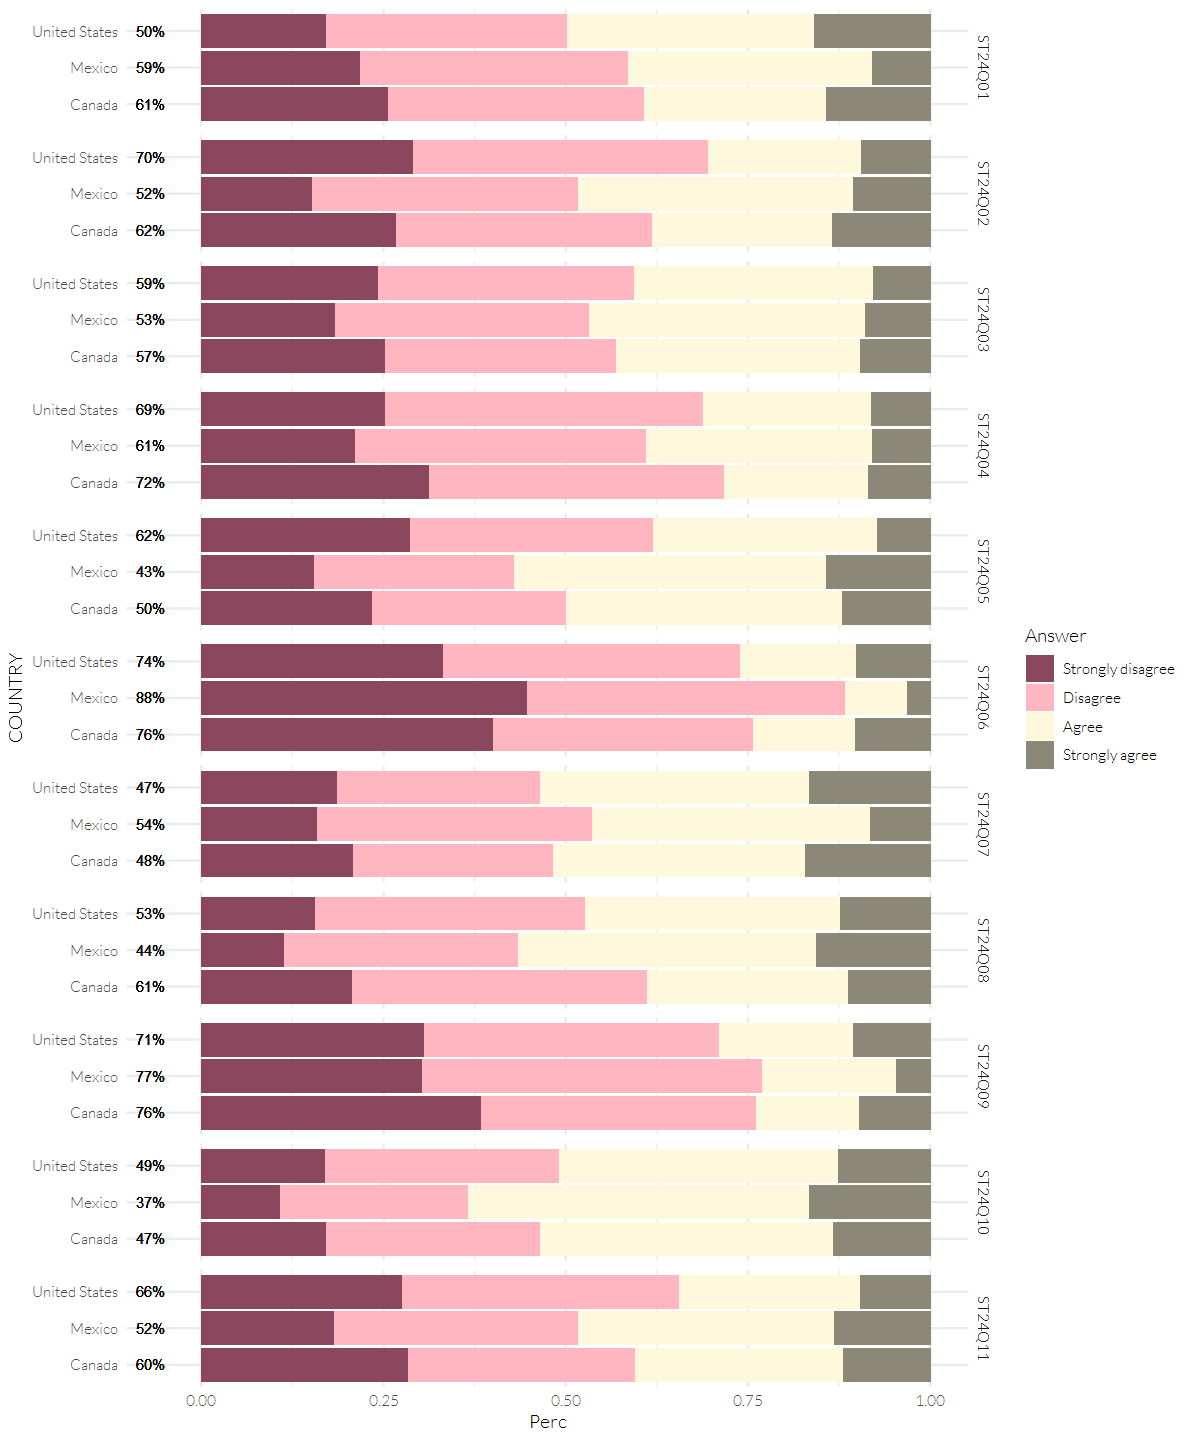 United States 50%
Mexico 59%
Canada 61%
ST24Q01
United States 70%
Mexico 52%
Canada 62%
ST24Q02
United States 59%
Mexico 53%
Canada 57%
ST24Q03
United States 69%
Mexico 61%
Canada 72%
ST24Q04
United States 62%
Mexico 43%
Canada 50%
ST24Q05
United States 74%
Mexico 88%
Canada 76%
ST24Q06
United States 47%
Mexico 54%
Canada 48%
ST24Q07
United States 53%
Mexico 44%
Canada 61%
ST24Q08
United States 71%
Mexico 77%
Canada 76%
ST24Q09
United States 49%
Mexico 37%
Canada 47%
ST24Q10
United States 66%
Mexico 52%
Canada 60%
ST24Q11
0.00 0.25 0.50 0.75 1.00
Perc
COUNTRY
Answer
Strongly disagree
Disagree
Agree
Strongly agree